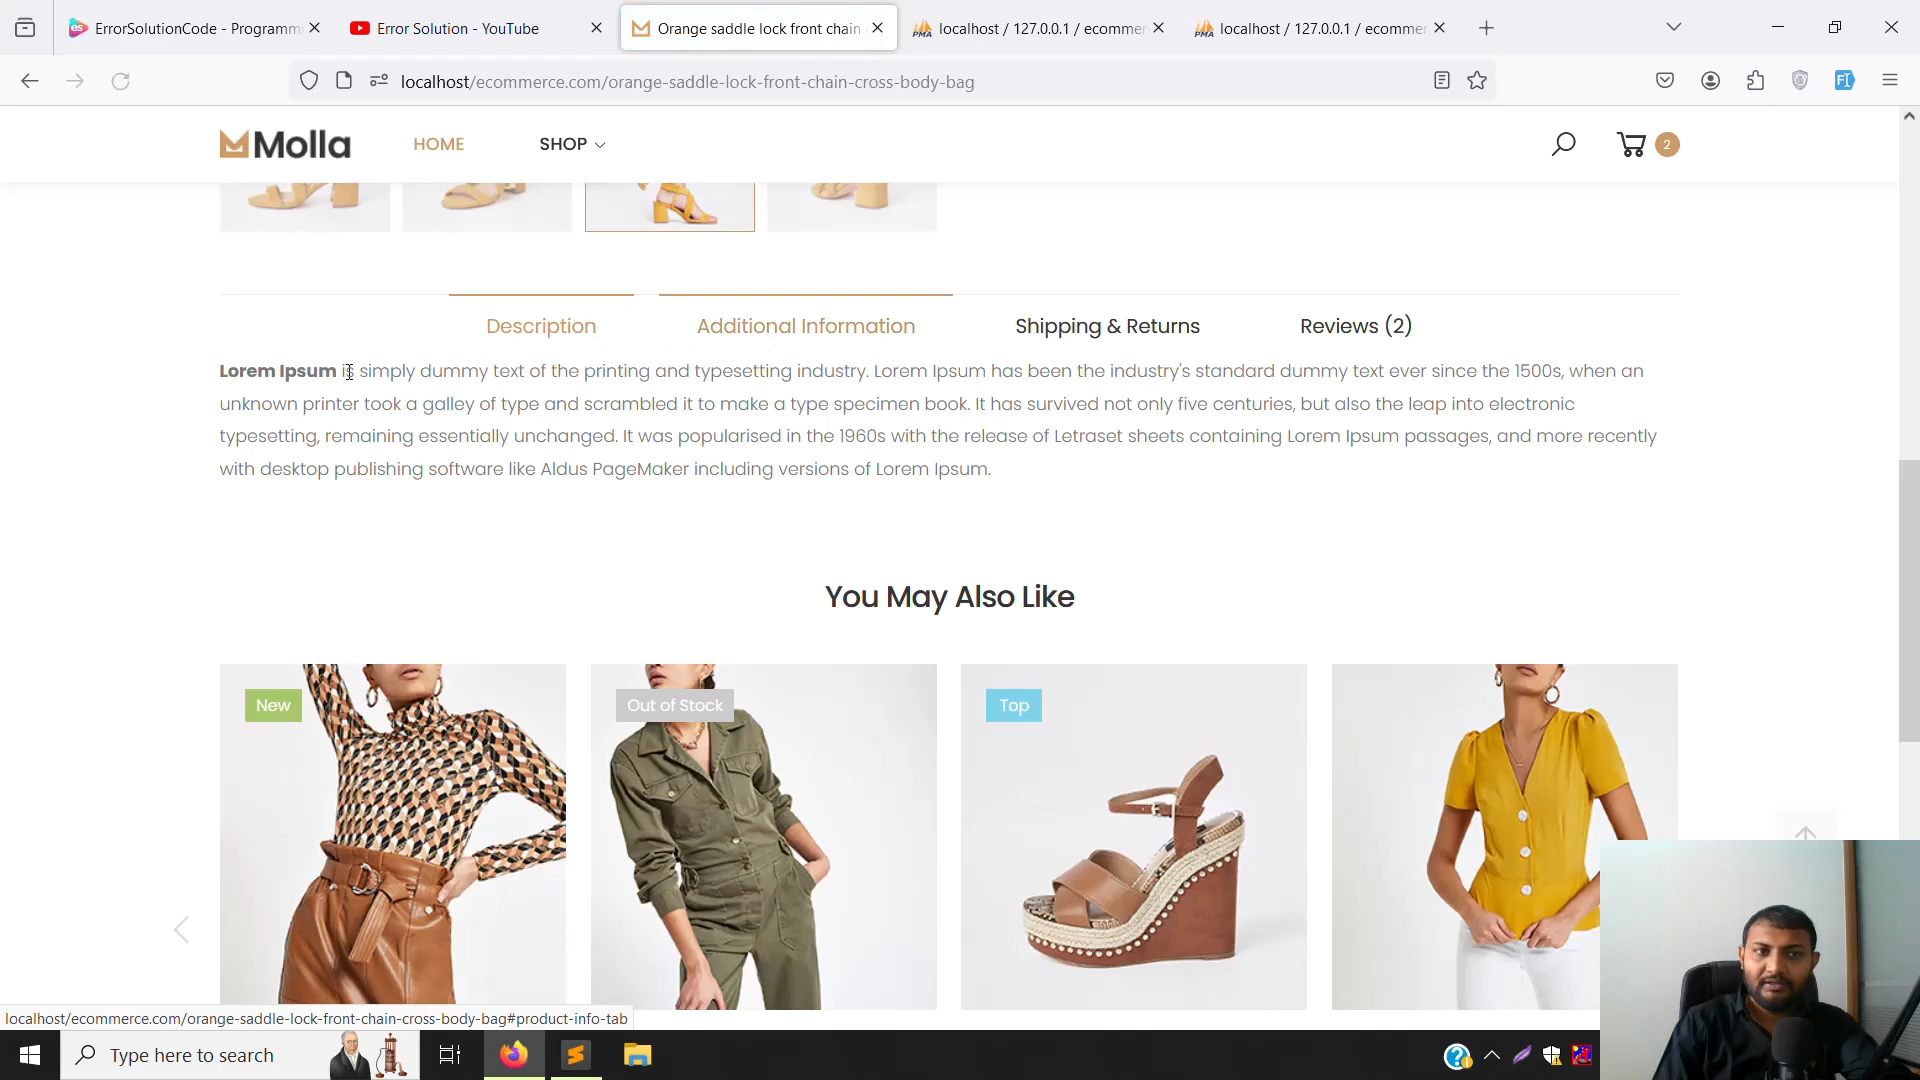 ErrorSolutionCode - Programm
Error Solution - YouTube
Orange saddle lock front chain
localhost / 127.0.0.1 / ecommer
localhost / 127.0.0.1 / ecommer
localhost/ecommerce.com/orange-saddle-lock-front-chain-cross-body-bag
Molla
HOME
SHOP
2
Description
Additional Information
Shipping & Returns
Reviews (2)
Lorem Ipsum is simply dummy text of the printing and typesetting industry. Lorem Ipsum has been the industry's standard dummy text ever since the 1500s, when an
unknown printer took a galley of type and scrambled it to make a type specimen book. It has survived not only five centuries, but also the leap into electronic
typesetting, remaining essentially unchanged. It was popularised in the 1960s with the release of Letraset sheets containing Lorem Ipsum passages, and more recently
with desktop publishing software like Aldus PageMaker including versions of Lorem Ipsum.
You May Also Like
New
Out of Stock
Top
localhost/ecommerce.com/orange-saddle-lock-front-chain-cross-body-bag#product-info-tab
Type here to search